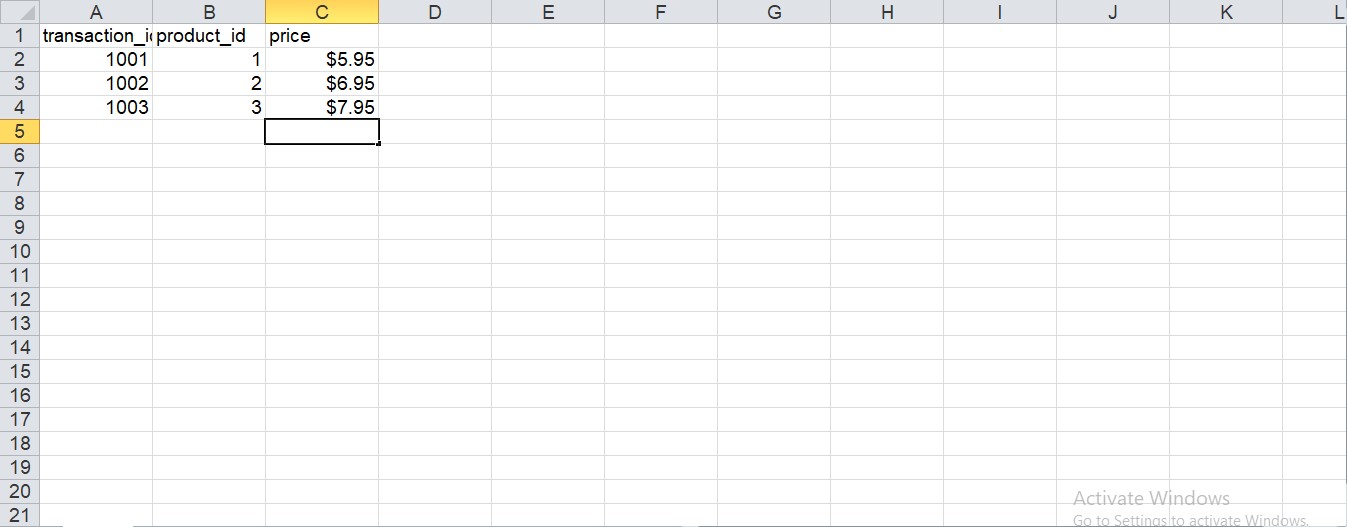 A B C D E F G H I J K L
1 transaction_i product_id price
2 1001 1 $5.95
3 1002 2 $6.95
4 1003 3 $7.95
5
6
7
8
9
10
11
12
13
14
15
16
17
18
19
20
21
Activate Windows
Go to Settings to activate Windows.